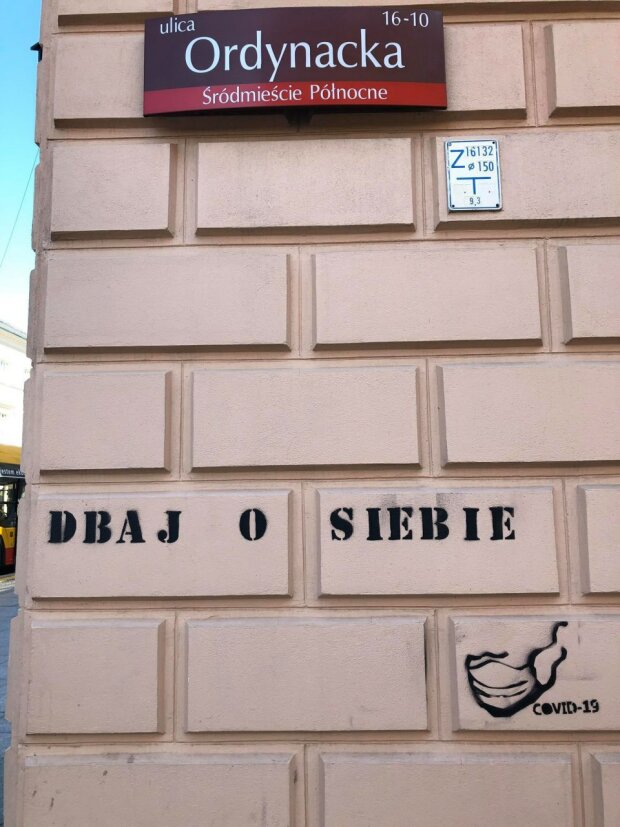 ulica 16-10
Ordynacka
Śródmieście Północne
Z 16132
ø 150
T
9,3
DBAJ O SIEBIE
COVID-19